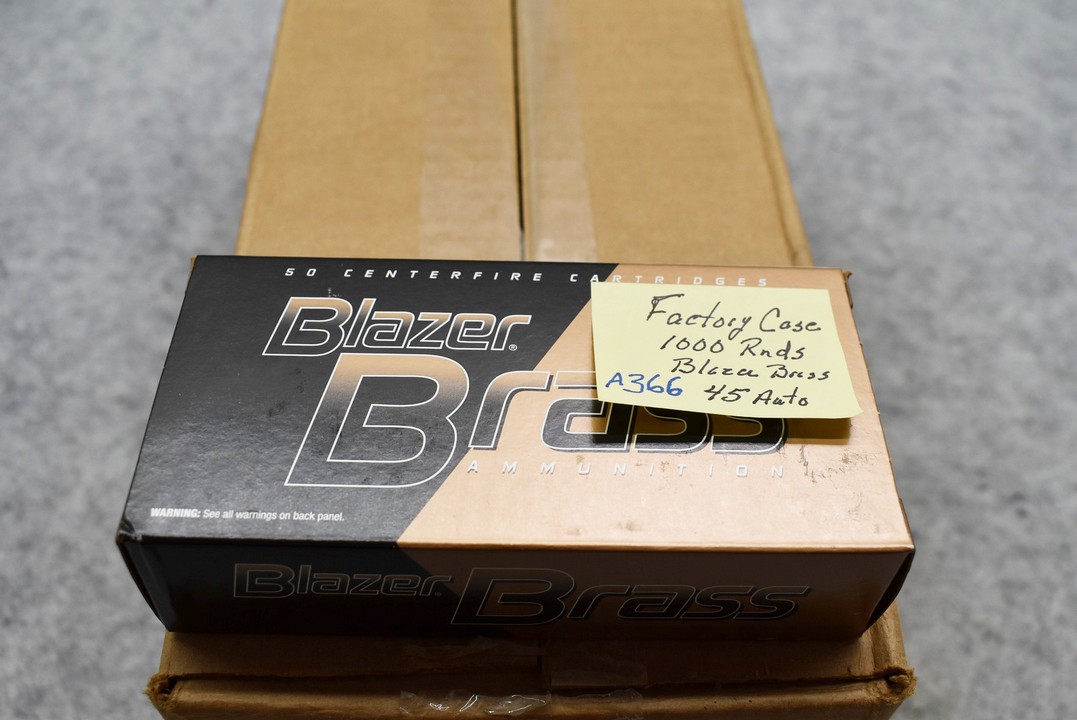 50 CENTERFIRE CARTRIDGES
Blazer®
Brass
AMMUNITION
Factory Case
1000 Rnds
Blazer Brass
A366 45 Auto
WARNING: See all warnings on back panel.
Blazer. Brass